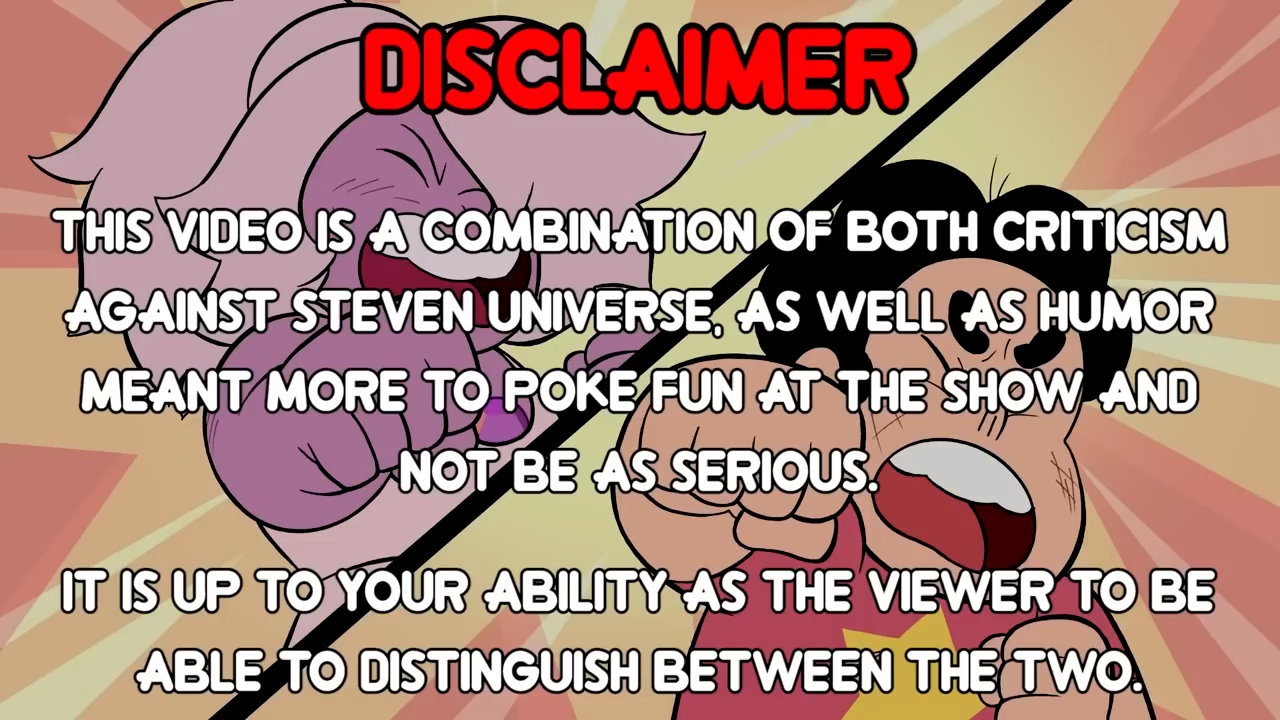 DISCLAIMER
THIS VIDEO IS A COMBINATION OF BOTH CRITICISM
AGAINST STEVEN UNIVERSE, AS WELL AS HUMOR
MEANT MORE TO POKE FUN AT THE SHOW AND
NOT BE AS SERIOUS.
IT IS UP TO YOUR ABILITY AS THE VIEWER TO BE
ABLE TO DISTINGUISH BETWEEN THE TWO.